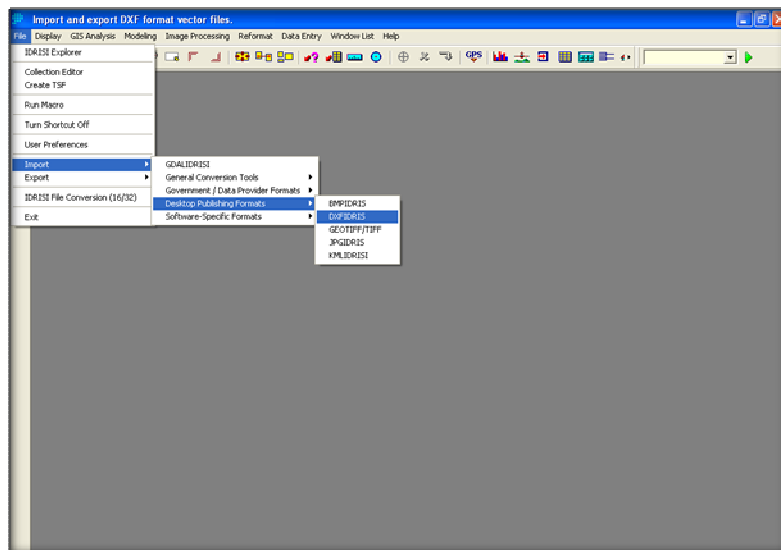 Import and export DXF format vector files.
File Display GIS Analysis Modeling Image Processing Reformat Data Entry Window List Help
IDRISI Explorer
Collection Editor
Create TSF
Run Macro
Turn Shortcut Off
User Preferences
Import
Export
IDRISI File Conversion (16/32)
Exit
GDALIDRISI
General Conversion Tools
Government / Data Provider Formats
Desktop Publishing Formats
Software-Specific Formats
BMPIDRIS
DXFIDRIS
GEOTIFF/TIFF
JPGIDRIS
KMLIDRISI
GPS